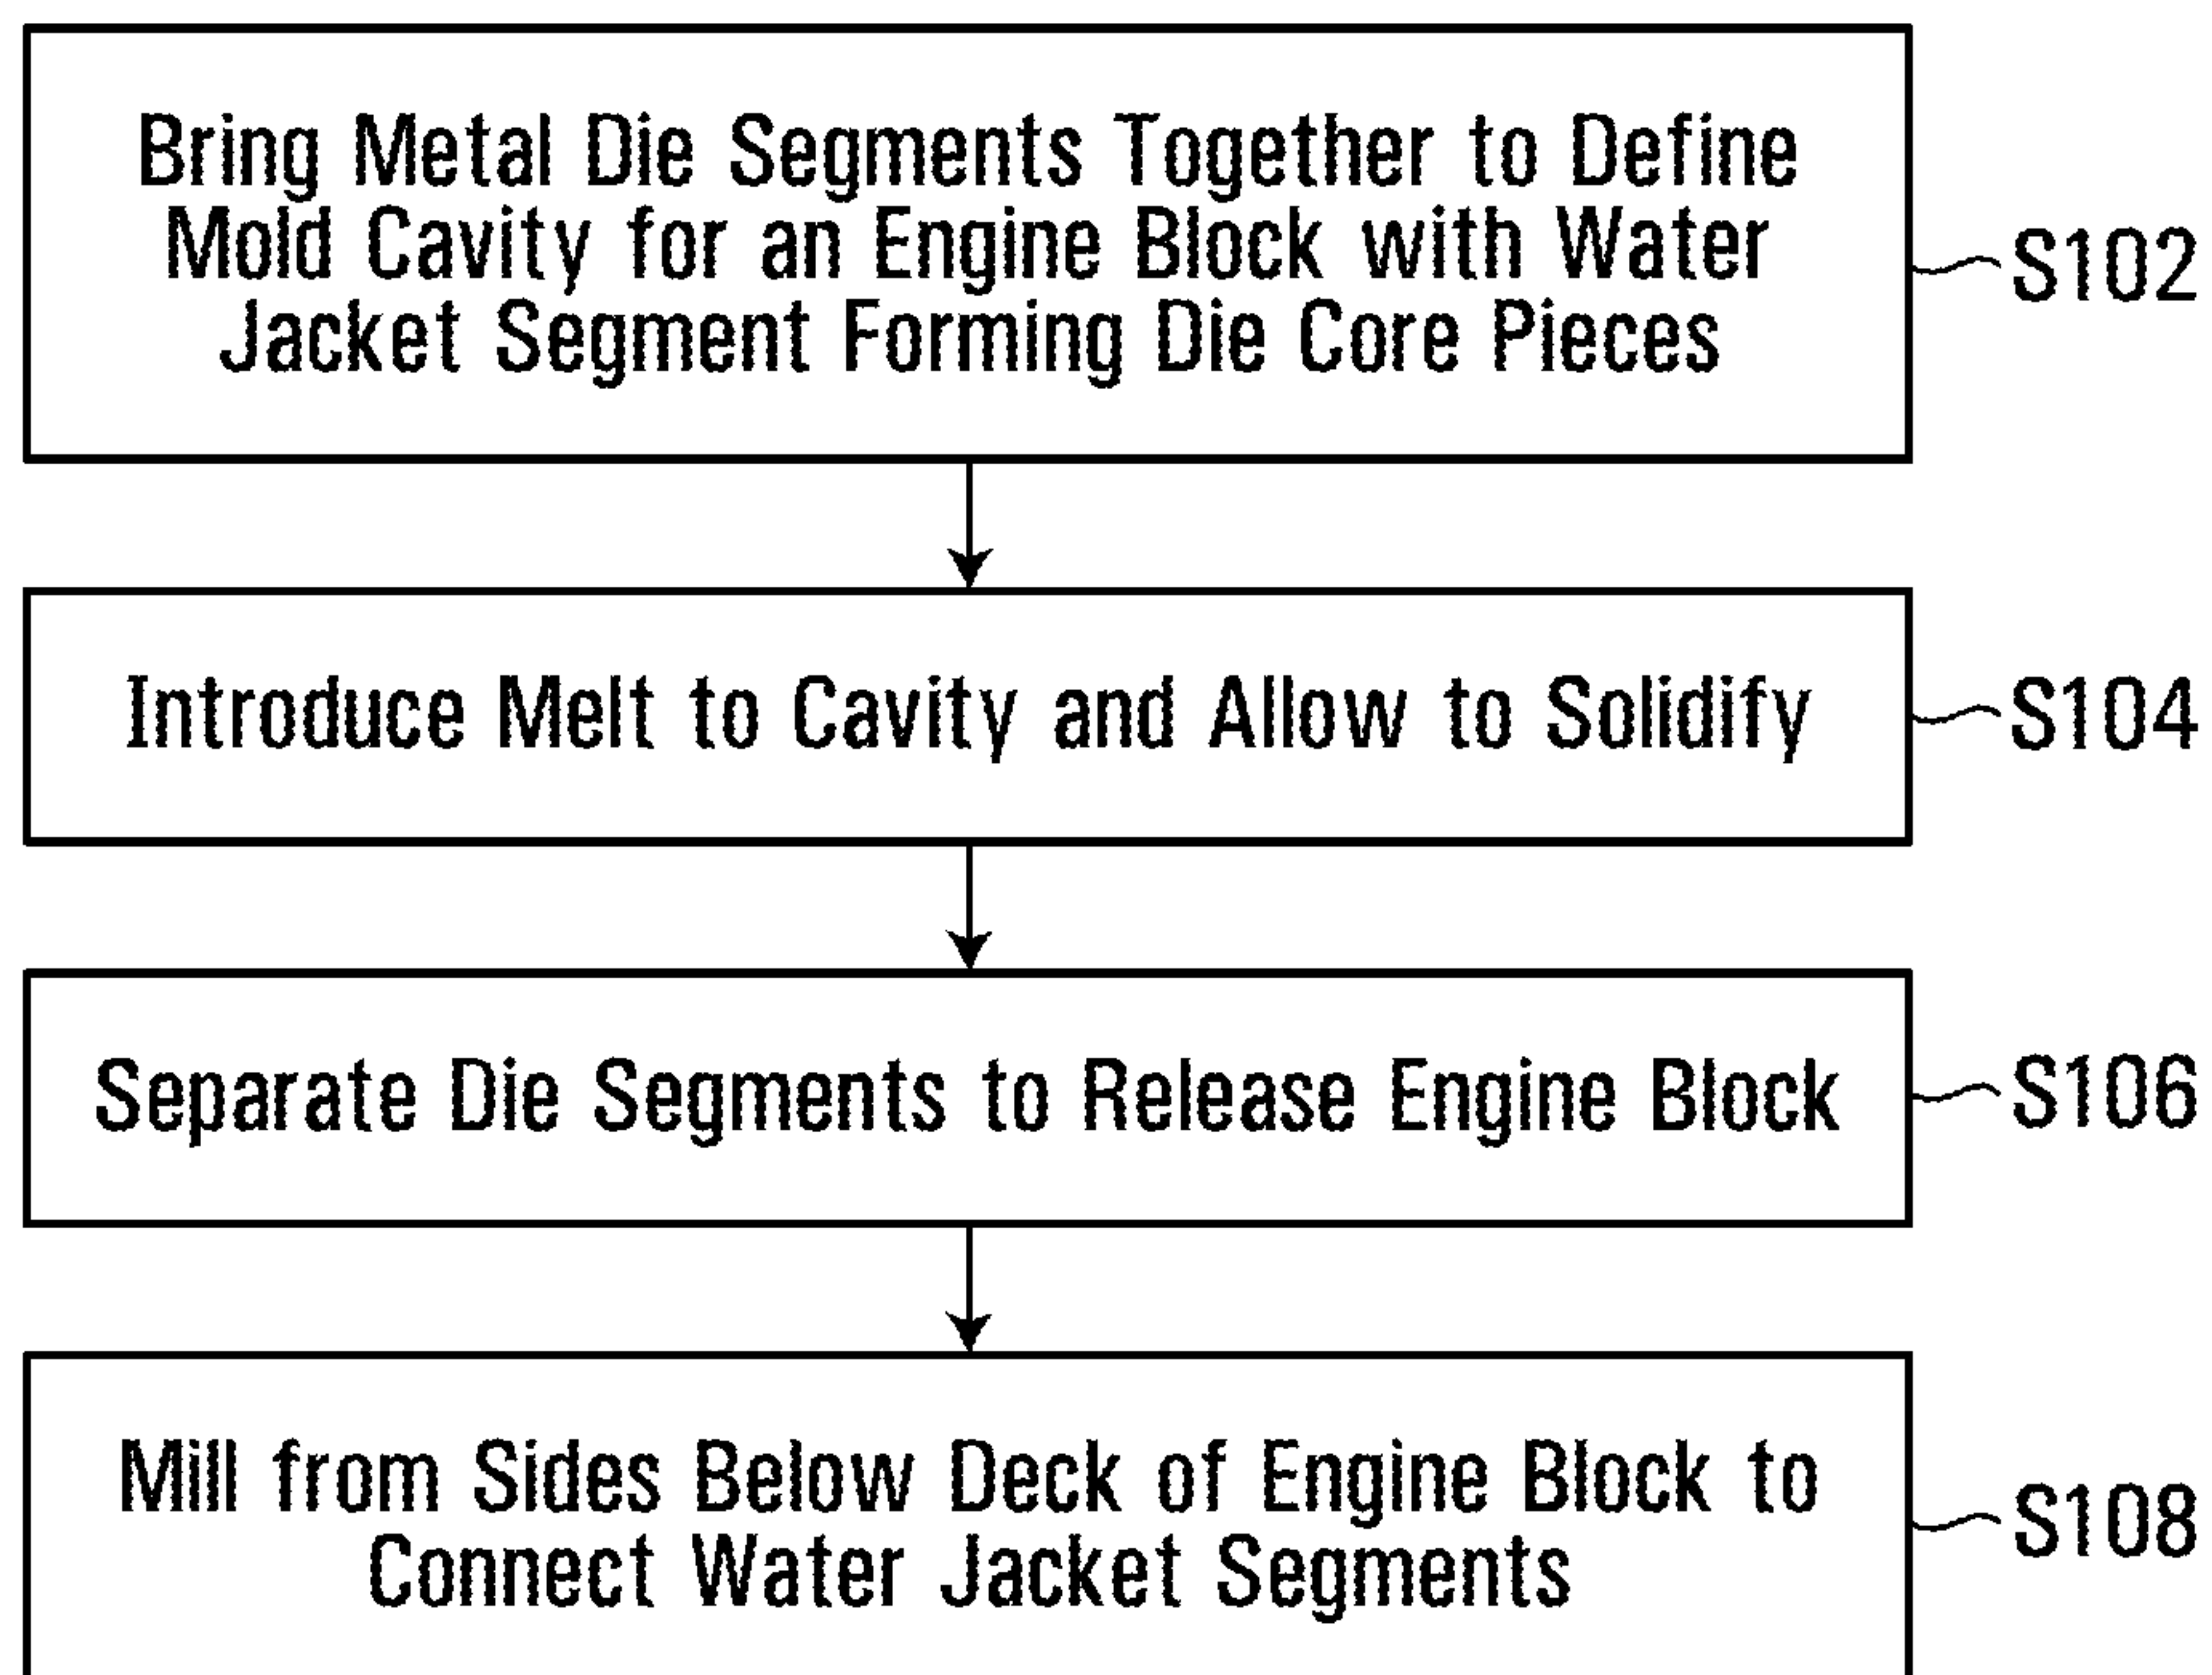 Bring Metal Die Segments Together to Define
Mold Cavity for an Engine Block with Water
Jacket Segment Forming Die Core Pieces
S102
Introduce Melt to Cavity and Allow to Solidify
S104
Separate Die Segments to Release Engine Block
S106
Mill from Sides Below Deck of Engine Block to
Connect Water Jacket Segments
S108